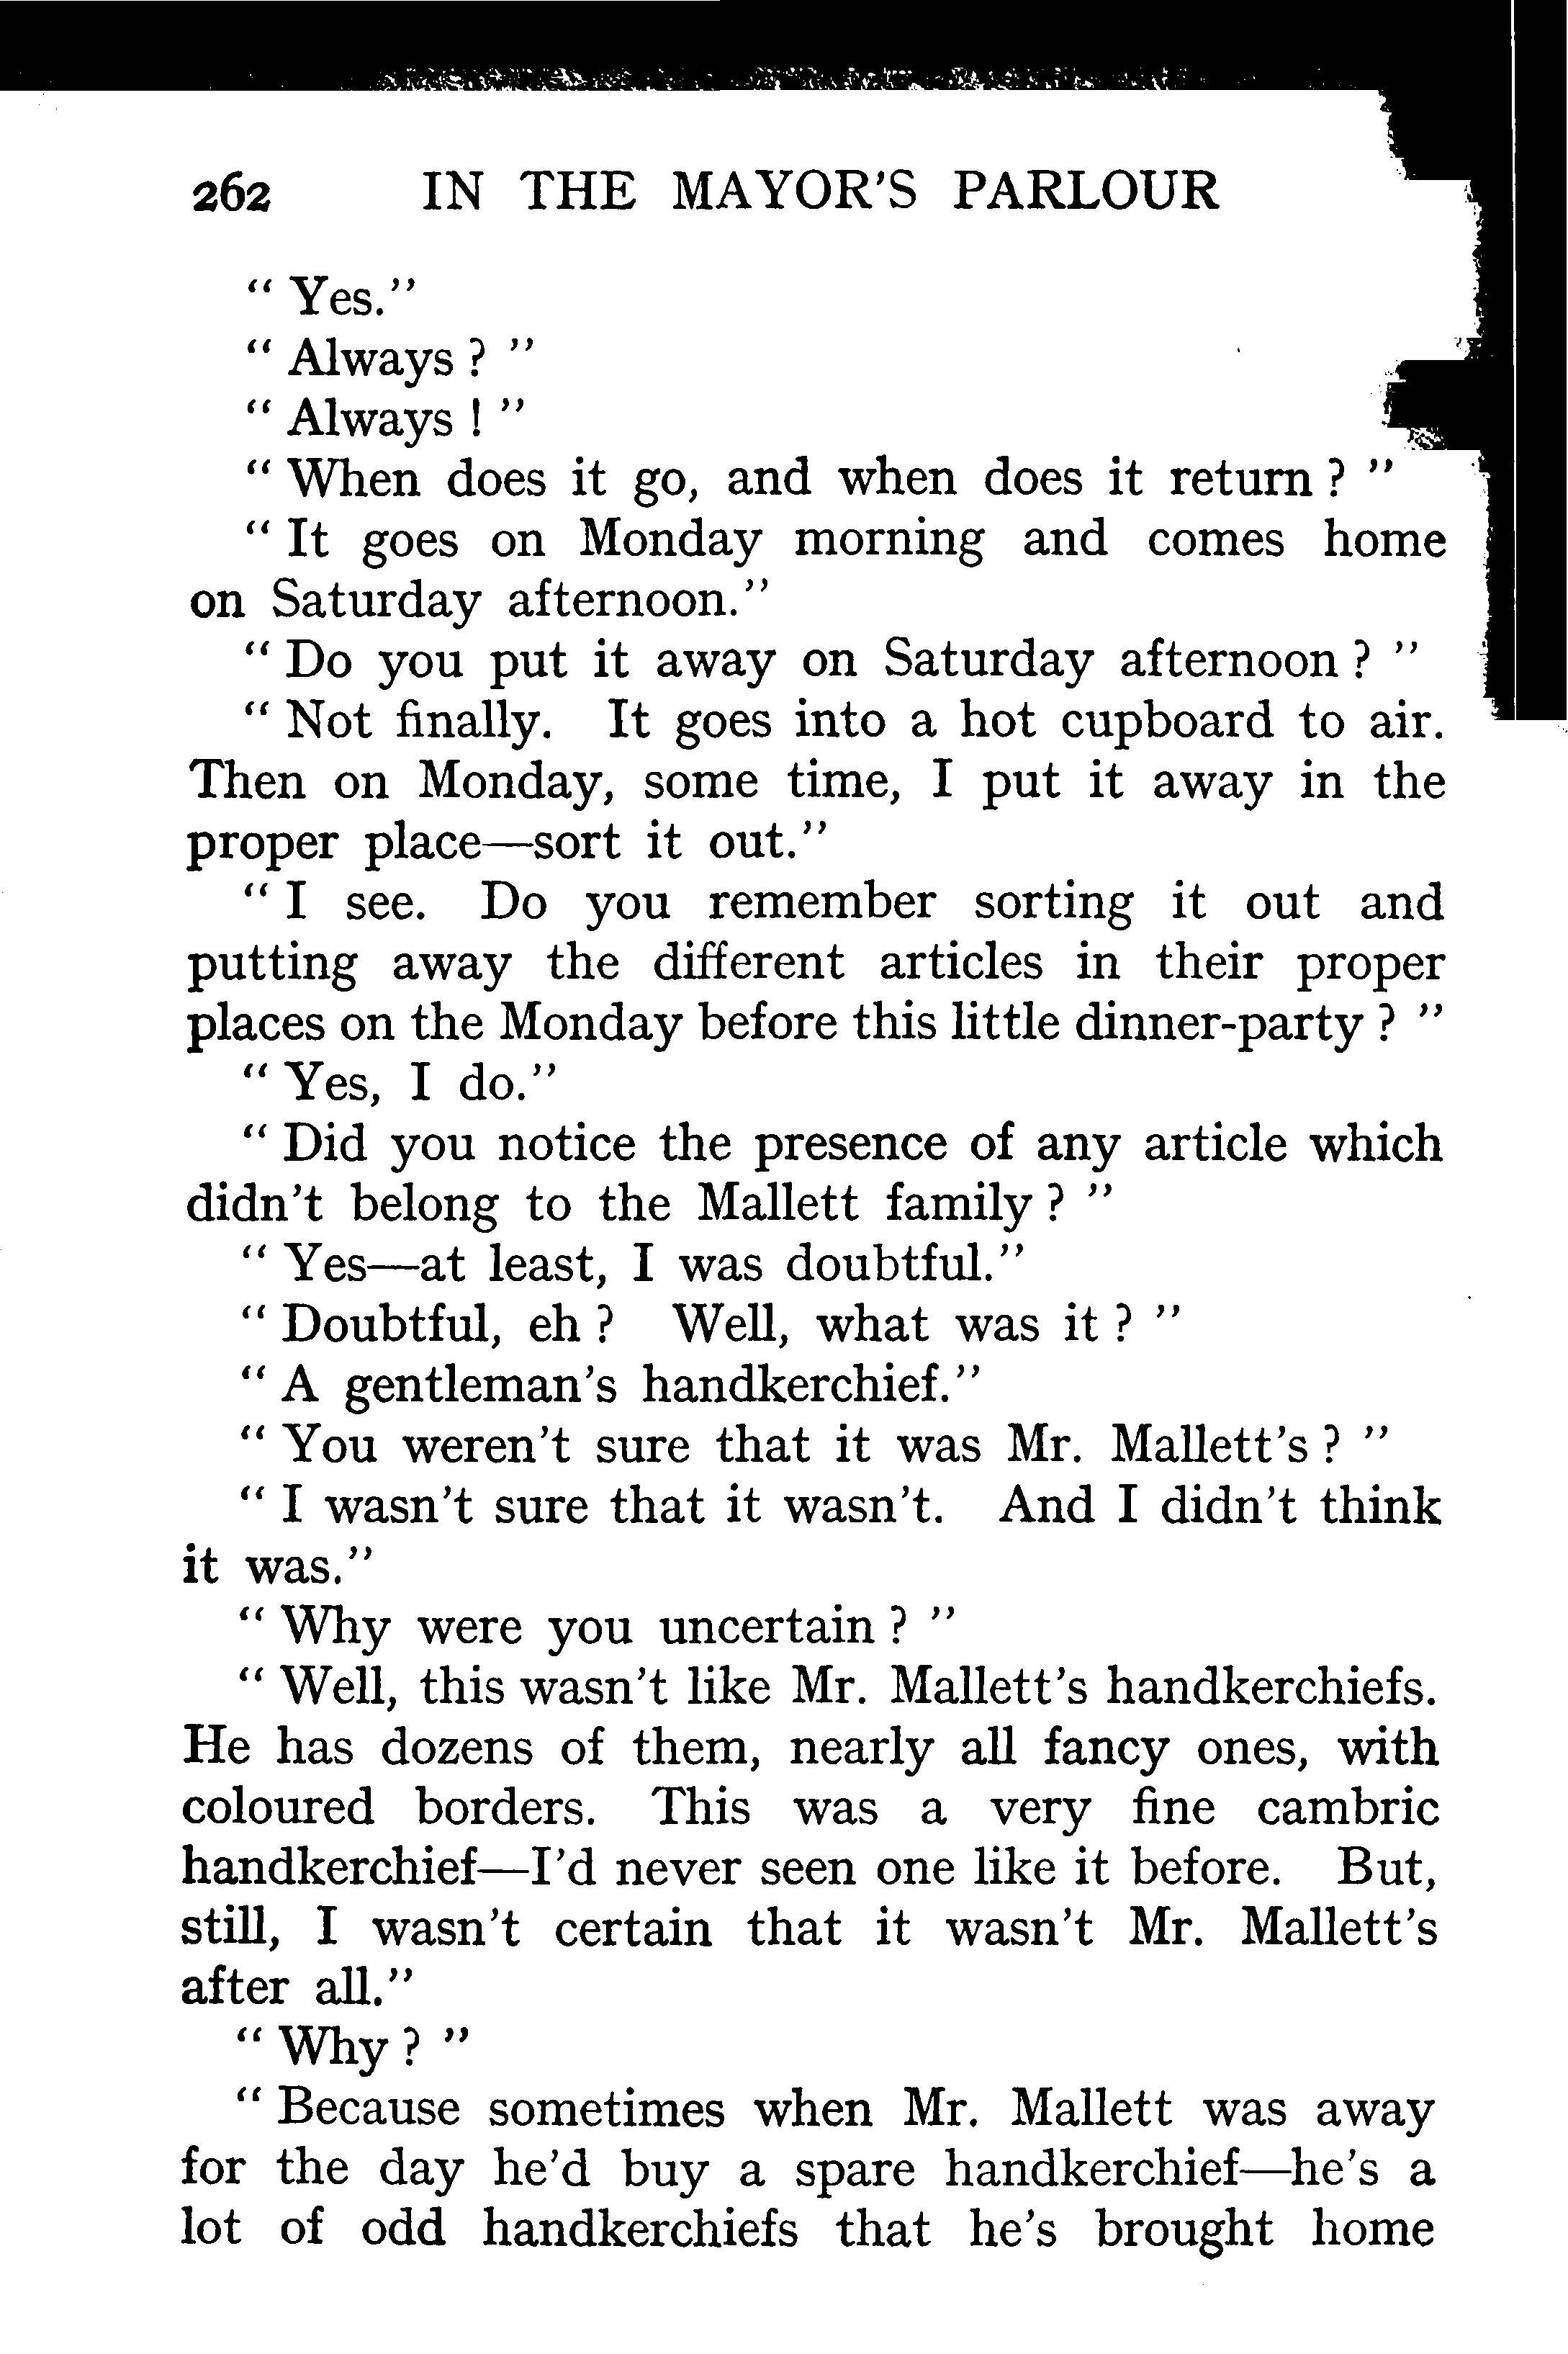 262 IN THE MAYOR'S PARLOUR
" Yes."
" Always ? "
" Always ! "
" When does it go, and when does it return ? "
" It goes on Monday morning and comes home
on Saturday afternoon."
" Do you put it away on Saturday afternoon ? "
" Not finally. It goes into a hot cupboard to air.
Then on Monday, some time, I put it away in the
proper place—sort it out."
" I see. Do you remember sorting it out and
putting away the different articles in their proper
places on the Monday before this little dinner-party ? "
" Yes, I do."
" Did you notice the presence of any article which
didn't belong to the Mallett family ? "
" Yes—at least, I was doubtful."
" Doubtful, eh ? Well, what was it ? "
" A gentleman's handkerchief."
" You weren't sure that it was Mr. Mallett's ? "
" I wasn't sure that it wasn't. And I didn't think
it was."
" Why were you uncertain ? "
" Well, this wasn't like Mr. Mallett's handkerchiefs.
He has dozens of them, nearly all fancy ones, with
coloured borders. This was a very fine cambric
handkerchief—I'd never seen one like it before. But,
still, I wasn't certain that it wasn't Mr. Mallett's
after all."
" Why ? "
" Because sometimes when Mr. Mallett was away
for the day he'd buy a spare handkerchief—he's a
lot of odd handkerchiefs that he's brought home